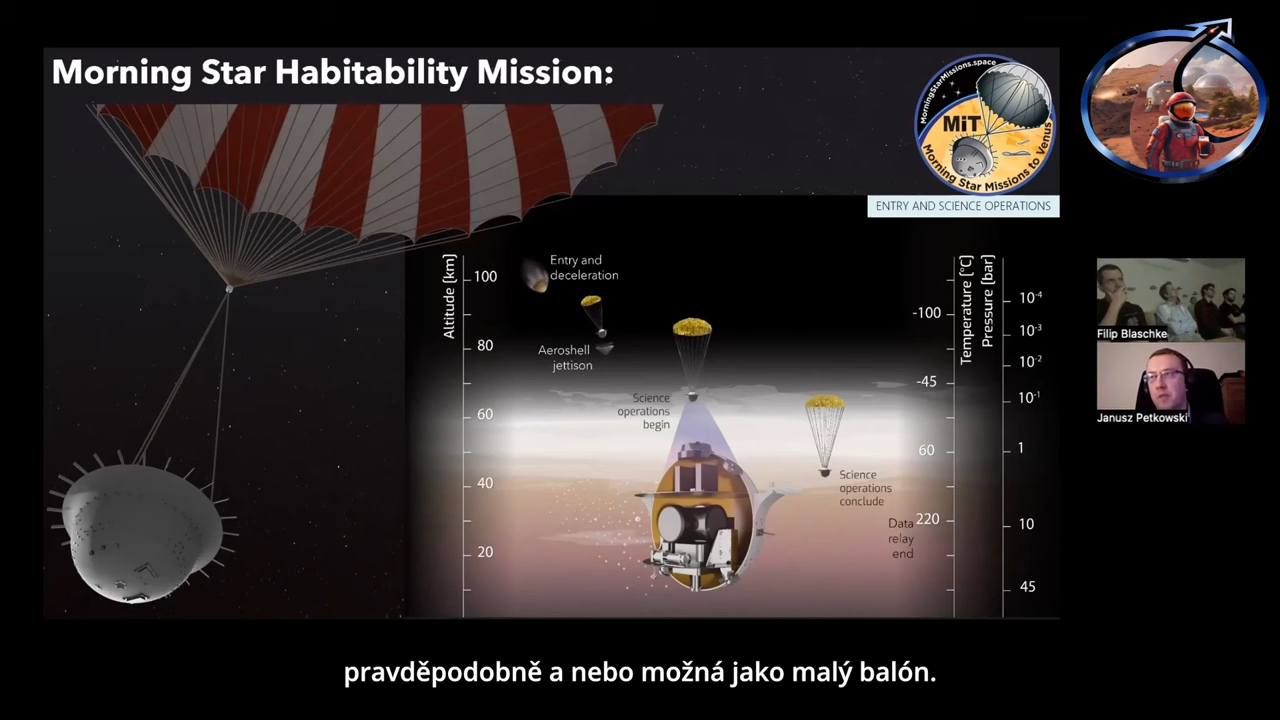 Morning Star Habitability Mission:
MorningStarMissions.space
MiT
Morning Star Missions to Venus
ENTRY AND SCIENCE OPERATIONS
Altitude [km]
100
80
60
40
20
Entry and
deceleration
Aeroshell
jettison
Science
operations
begin
Science
operations
conclude
Data
relay
end
Temperature [°C]
-100
-45
60
220
Pressure [bar]
10-4
10-3
10-2
10-1
1
10
45
Filip Blaschke
Janusz Petkowski
pravděpodobně a nebo možná jako malý balón.